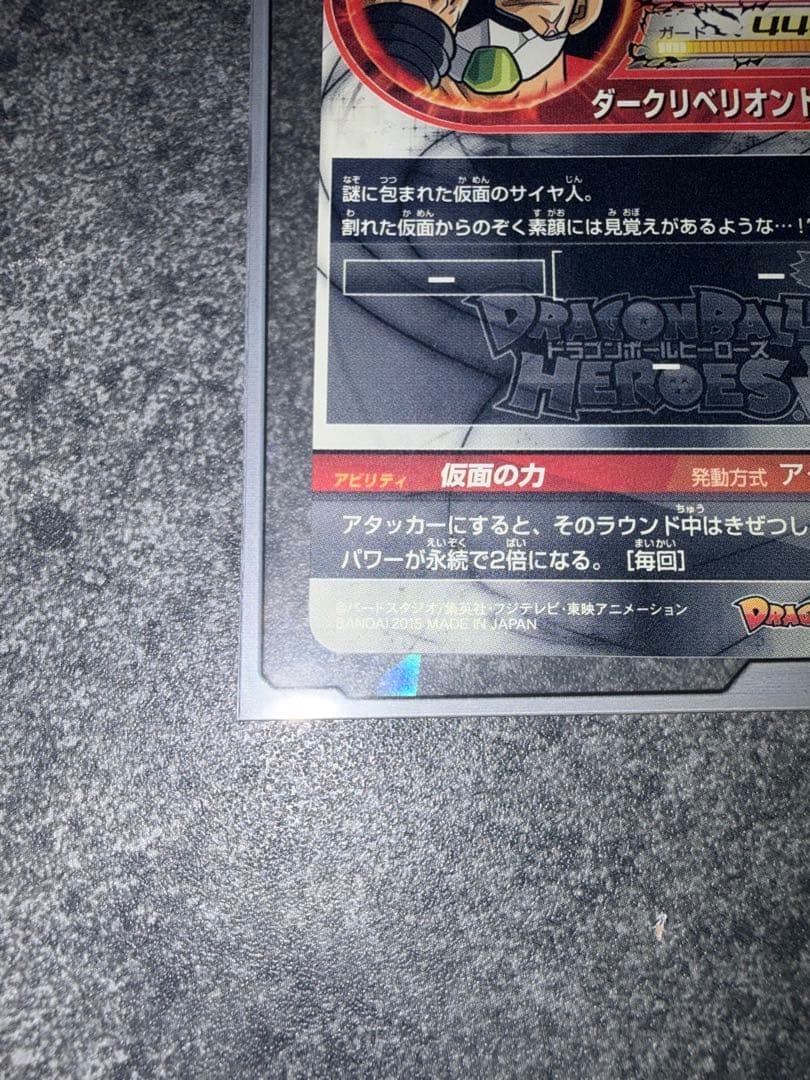 ガード
ダークリベリオント
謎に包まれた仮面のサイヤ人。
割れた仮面からのぞく素顔には見覚えがあるような…!?
ー
ー
DRAGON BALL
ドラゴンボールヒーローズ
HEROES
ー
アビリティ 仮面の力 発動方式 ア
アタッカーにすると、そのラウンド中はきぜつし
パワーが永続で2倍になる。［毎回］
©バードスタジオ/集英社・フジテレビ・東映アニメーション
BANDAI 2015 MADE IN JAPAN
DRAG